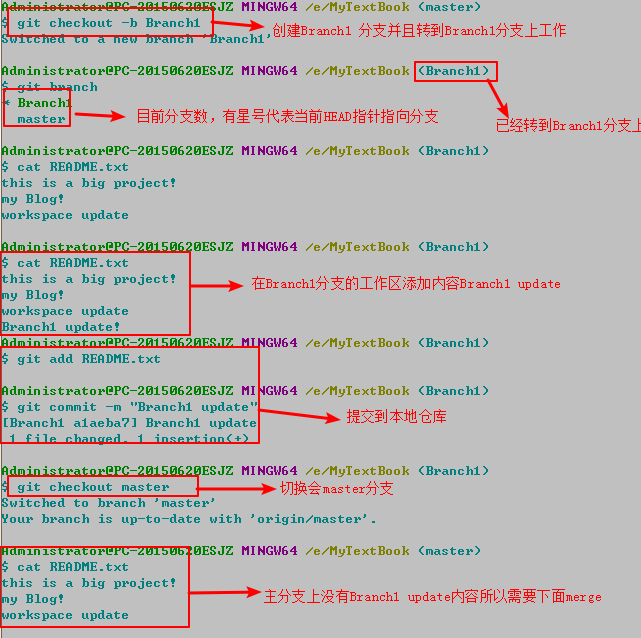 Administrator@PC-20150620ESJZ MINGW64 /e/MyTextBook (master)
$ git checkout -b Branch1
创建Branch1 分支并且转到Branch1分支上工作
Switched to a new branch 'Branch1'
Administrator@PC-20150620ESJZ MINGW64 /e/MyTextBook (Branch1)
$ git branch
* Branch1
master
目前分支数，有星号代表当前HEAD指针指向分支
已经转到Branch1分支上
Administrator@PC-20150620ESJZ MINGW64 /e/MyTextBook (Branch1)
$ cat README.txt
this is a big project!
my Blog!
workspace update
Administrator@PC-20150620ESJZ MINGW64 /e/MyTextBook (Branch1)
$ cat README.txt
this is a big project!
在Branch1分支的工作区添加内容Branch1 update
my Blog!
workspace update
Branch1 update!
Administrator@PC-20150620ESJZ MINGW64 /e/MyTextBook (Branch1)
$ git add README.txt
Administrator@PC-20150620ESJZ MINGW64 /e/MyTextBook (Branch1)
$ git commit -m "Branch1 update"
提交到本地仓库
[Branch1 a1aeba7] Branch1 update
1 file changed, 1 insertion(+)
Administrator@PC-20150620ESJZ MINGW64 /e/MyTextBook (Branch1)
$ git checkout master
切换会master分支
Switched to branch 'master'
Your branch is up-to-date with 'origin/master'.
Administrator@PC-20150620ESJZ MINGW64 /e/MyTextBook (master)
$ cat README.txt
this is a big project!
my Blog!
主分支上没有Branch1 update内容所以需要下面merge
workspace update